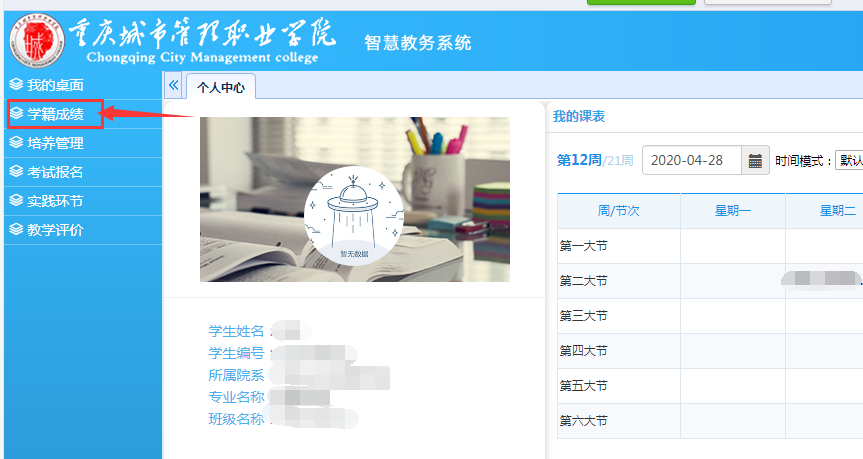 重庆城市管理职业学院
Chongqing City Management college
智慧教务系统
我的桌面
学籍成绩
培养管理
考试报名
实践环节
教学评价
个人中心
暂无数据
学生姓名：
学生编号
所属院系
专业名称
班级名称
我的课表
第12周/21周 2020-04-28 时间模式：默认
周/节次 星期一 星期二
第一大节
第二大节
第三大节
第四大节
第五大节
第六大节